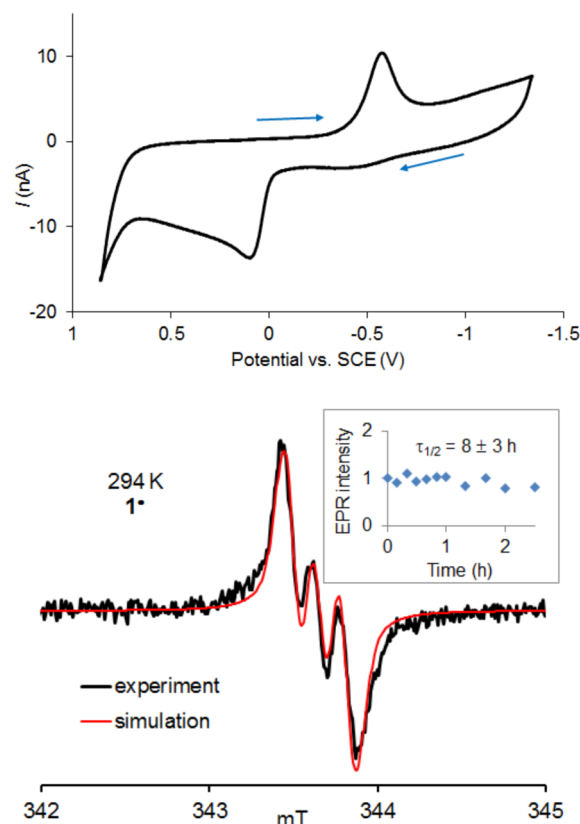 10
0
-10
-20
I (nA)
1
0.5
0
-0.5
-1
-1.5
Potential vs. SCE (V)
294 K
1•
2
1
0
EPR intensity
τ1/2 = 8 ± 3 h
0
1
2
Time (h)
experiment
simulation
342
343
344
345
mT